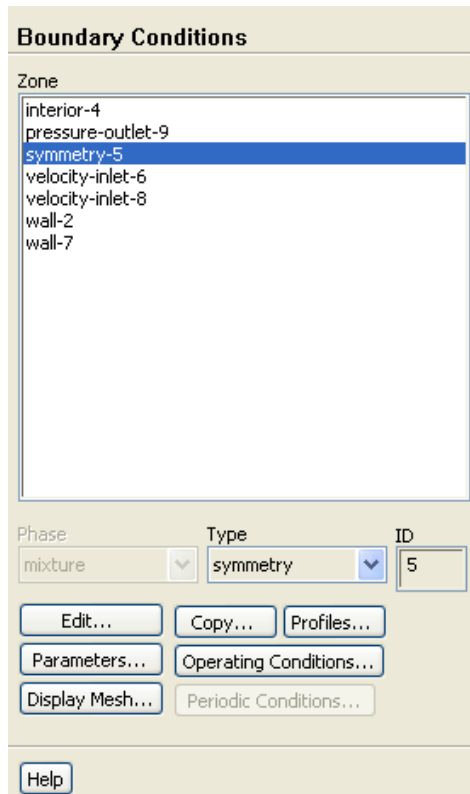 Boundary Conditions
Zone
interior-4
pressure-outlet-9
symmetry-5
velocity-inlet-6
velocity-inlet-8
wall-2
wall-7
Phase Type ID
mixture symmetry 5
Edit... Copy... Profiles...
Parameters... Operating Conditions...
Display Mesh... Periodic Conditions...
Help